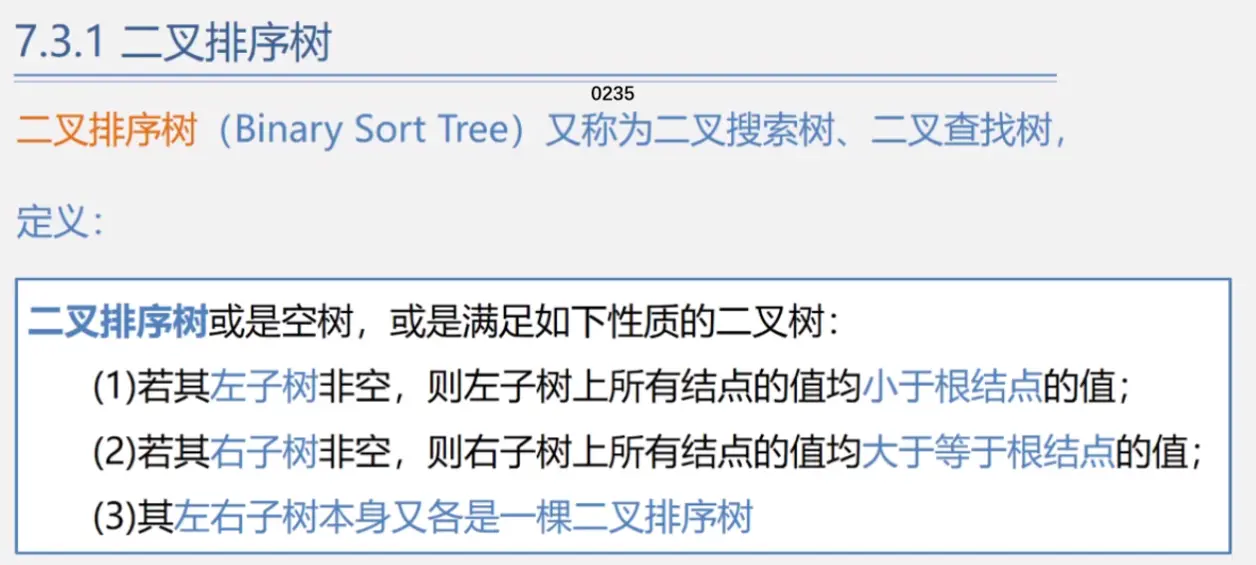 7.3.1 二叉排序树
0235
二叉排序树（Binary Sort Tree）又称为二叉搜索树、二叉查找树，
定义：
二叉排序树或是空树，或是满足如下性质的二叉树：
(1)若其左子树非空，则左子树上所有结点的值均小于根结点的值；
(2)若其右子树非空，则右子树上所有结点的值均大于等于根结点的值；
(3)其左右子树本身又各是一棵二叉排序树